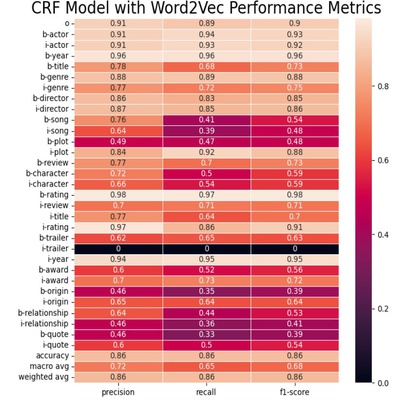 CRF Model with Word2Vec Performance Metrics
o 0.91 0.89 0.9
b-actor 0.91 0.94 0.93
i-actor 0.91 0.93 0.92
b-year 0.96 0.96 0.96
b-title 0.78 0.68 0.73
b-genre 0.88 0.89 0.88
i-genre 0.77 0.72 0.75
b-director 0.86 0.83 0.85
i-director 0.87 0.85 0.86
b-song 0.76 0.41 0.54
i-song 0.64 0.39 0.48
b-plot 0.49 0.47 0.48
i-plot 0.84 0.92 0.88
b-review 0.77 0.7 0.73
b-character 0.72 0.5 0.59
i-character 0.66 0.54 0.59
b-rating 0.98 0.97 0.98
i-review 0.7 0.71 0.71
i-title 0.77 0.64 0.7
i-rating 0.97 0.86 0.91
b-trailer 0.62 0.65 0.63
i-trailer 0 0 0
i-year 0.94 0.95 0.95
b-award 0.6 0.52 0.56
i-award 0.7 0.73 0.72
b-origin 0.46 0.35 0.39
i-origin 0.65 0.64 0.64
b-relationship 0.64 0.44 0.53
i-relationship 0.46 0.36 0.41
b-quote 0.46 0.33 0.39
i-quote 0.6 0.5 0.54
accuracy 0.86 0.86 0.86
macro avg 0.72 0.65 0.68
weighted avg 0.86 0.86 0.86
precision recall f1-score
0.8
0.6
0.4
0.2
0.0